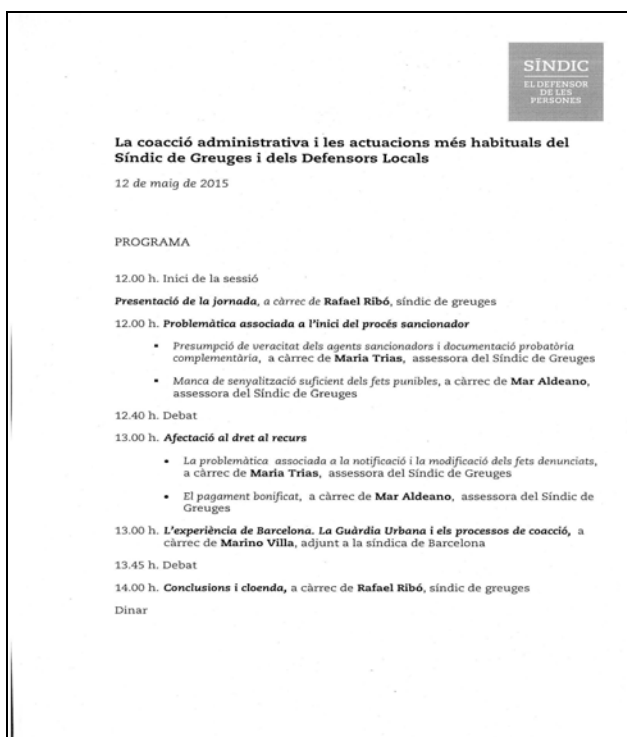 SÍNDIC
EL DEFENSOR
DE LES
PERSONES
La coacció administrativa i les actuacions més habituals del
Síndic de Greuges i dels Defensors Locals
12 de maig de 2015
PROGRAMA
12.00 h. Inici de la sessió
Presentació de la jornada, a càrrec de Rafael Ribó, síndic de greuges
12.00 h. Problemàtica associada a l'inici del procés sancionador
• Presumpció de veracitat dels agents sancionadors i documentació probatòria
complementària, a càrrec de Maria Trias, assessora del Síndic de Greuges
• Manca de senyalització suficient dels fets punibles, a càrrec de Mar Aldeano,
assessora del Síndic de Greuges
12.40 h. Debat
13.00 h. Afectació al dret al recurs
• La problemàtica associada a la notificació i la modificació dels fets denunciats,
a càrrec de Maria Trias, assessora del Síndic de Greuges
• El pagament bonificat, a càrrec de Mar Aldeano, assessora del Síndic de
Greuges
13.00 h. L'experiència de Barcelona. La Guàrdia Urbana i els processos de coacció, a
càrrec de Marino Villa, adjunt a la síndica de Barcelona
13.45 h. Debat
14.00 h. Conclusions i cloenda, a càrrec de Rafael Ribó, síndic de greuges
Dinar